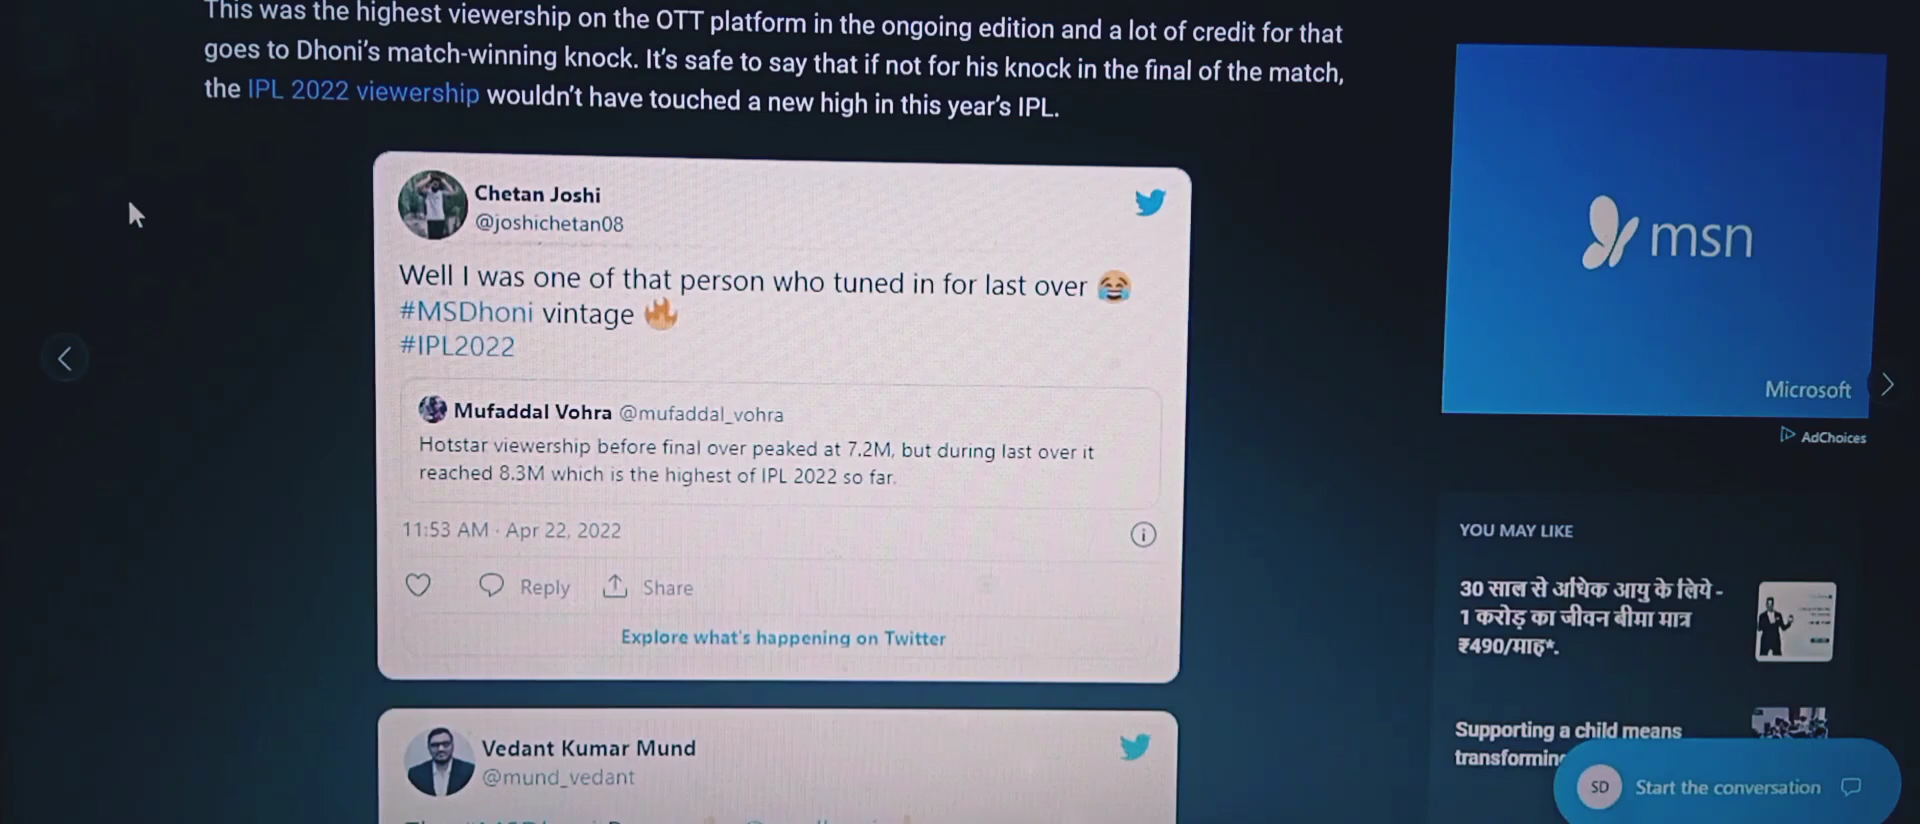 This was the highest viewership on the OTT platform in the ongoing edition and a lot of credit for that
goes to Dhoni's match-winning knock. It's safe to say that if not for his knock in the final of the match,
the IPL 2022 viewership wouldn't have touched a new high in this year's IPL.
Chetan Joshi
@joshichetan08
Well I was one of that person who tuned in for last over 😂
#MSDhoni vintage 🔥
#IPL2022
Mufaddal Vohra @mufaddal_vohra
Hotstar viewership before final over peaked at 7.2M, but during last over it
reached 8.3M which is the highest of IPL 2022 so far.
11:53 AM · Apr 22, 2022
Reply
Share
Explore what's happening on Twitter
Vedant Kumar Mund
@mund_vedant
msn
Microsoft
AdChoices
YOU MAY LIKE
30 साल से अधिक आयु के लिये -
1 करोड़ का जीवन बीमा मात्र
₹490/माह*.
Supporting a child means
transforming
SD
Start the conversation